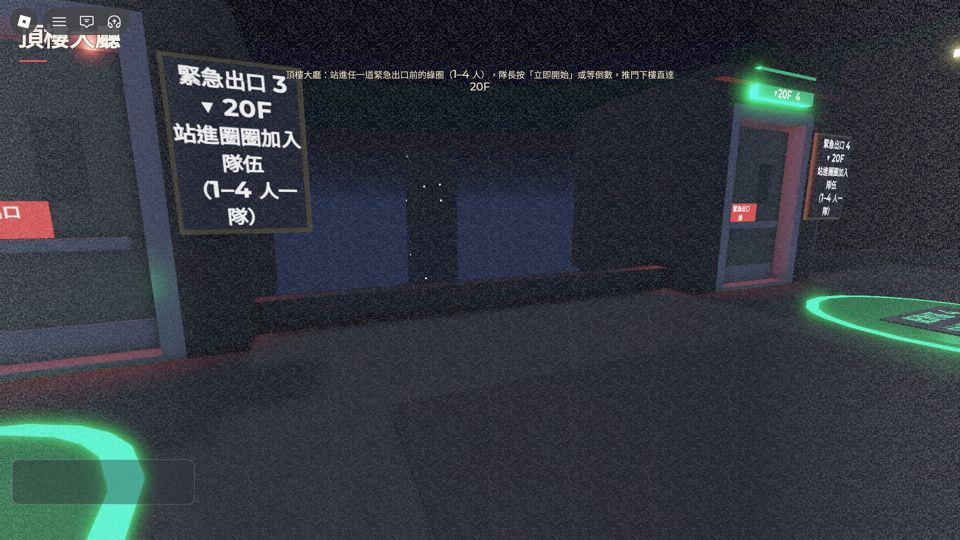 頂樓大廳
頂樓大廳：站進任一道緊急出口前的綠圈（1–4 人），隊長按「立即開始」或等倒數，推門下樓直達
20F
緊急出口 3
▼ 20F
站進圈圈加入
隊伍
（1–4 人一
隊）
▼20F 4
緊急出口 4
▼ 20F
站進圈圈加入
隊伍
（1–4 人一
隊）
緊急出口